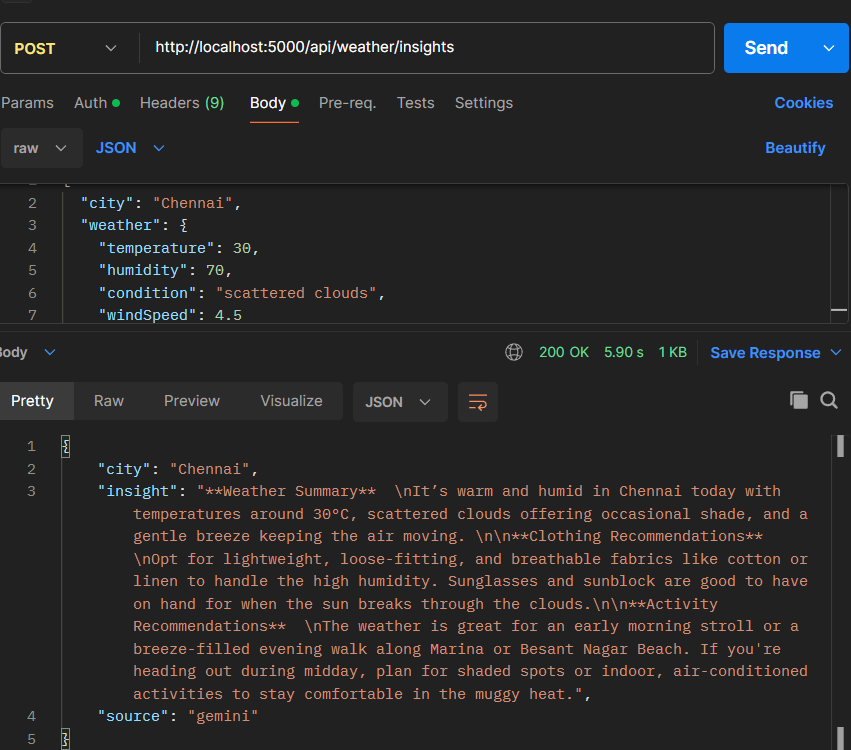 POST http://localhost:5000/api/weather/insights Send
Params Auth Headers (9) Body Pre-req. Tests Settings Cookies
raw JSON Beautify
2 "city": "Chennai",
3 "weather": {
4 "temperature": 30,
5 "humidity": 70,
6 "condition": "scattered clouds",
7 "windSpeed": 4.5
Body 200 OK 5.90 s 1 KB Save Response
Pretty Raw Preview Visualize JSON
1 {
2 "city": "Chennai",
3 "insight": "**Weather Summary**  \nIt’s warm and humid in Chennai today with
temperatures around 30°C, scattered clouds offering occasional shade, and a
gentle breeze keeping the air moving. \n\n**Clothing Recommendations**
\nOpt for lightweight, loose-fitting, and breathable fabrics like cotton or
linen to handle the high humidity. Sunglasses and sunblock are good to have
on hand for when the sun breaks through the clouds.\n\n**Activity
Recommendations**  \nThe weather is great for an early morning stroll or a
breeze-filled evening walk along Marina or Besant Nagar Beach. If you're
heading out during midday, plan for shaded spots or indoor, air-conditioned
activities to stay comfortable in the muggy heat.",
4 "source": "gemini"
5 }